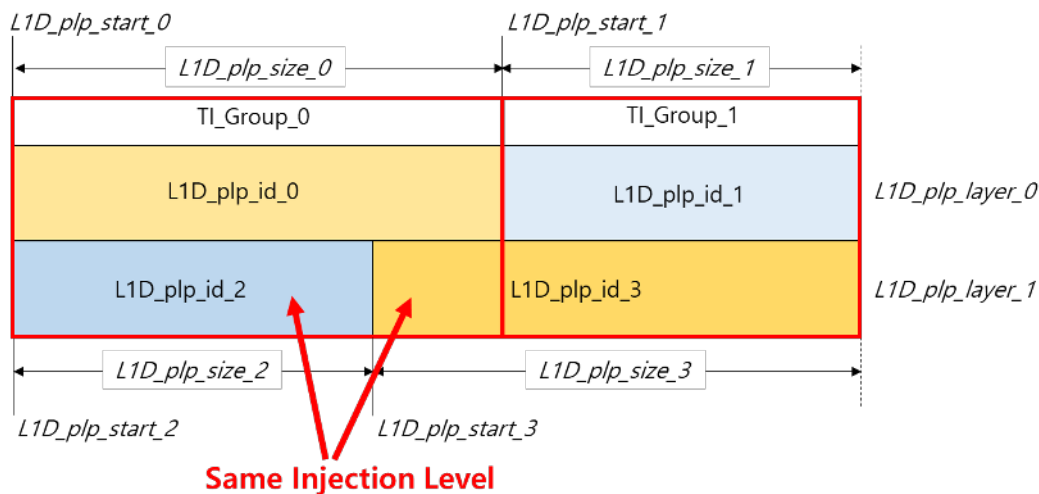 L1D_plp_start_0
L1D_plp_start_1
L1D_plp_size_0
L1D_plp_size_1
TI_Group_0
TI_Group_1
L1D_plp_id_0
L1D_plp_id_1
L1D_plp_layer_0
L1D_plp_id_2
L1D_plp_id_3
L1D_plp_layer_1
L1D_plp_size_2
L1D_plp_size_3
L1D_plp_start_2
L1D_plp_start_3
Same Injection Level